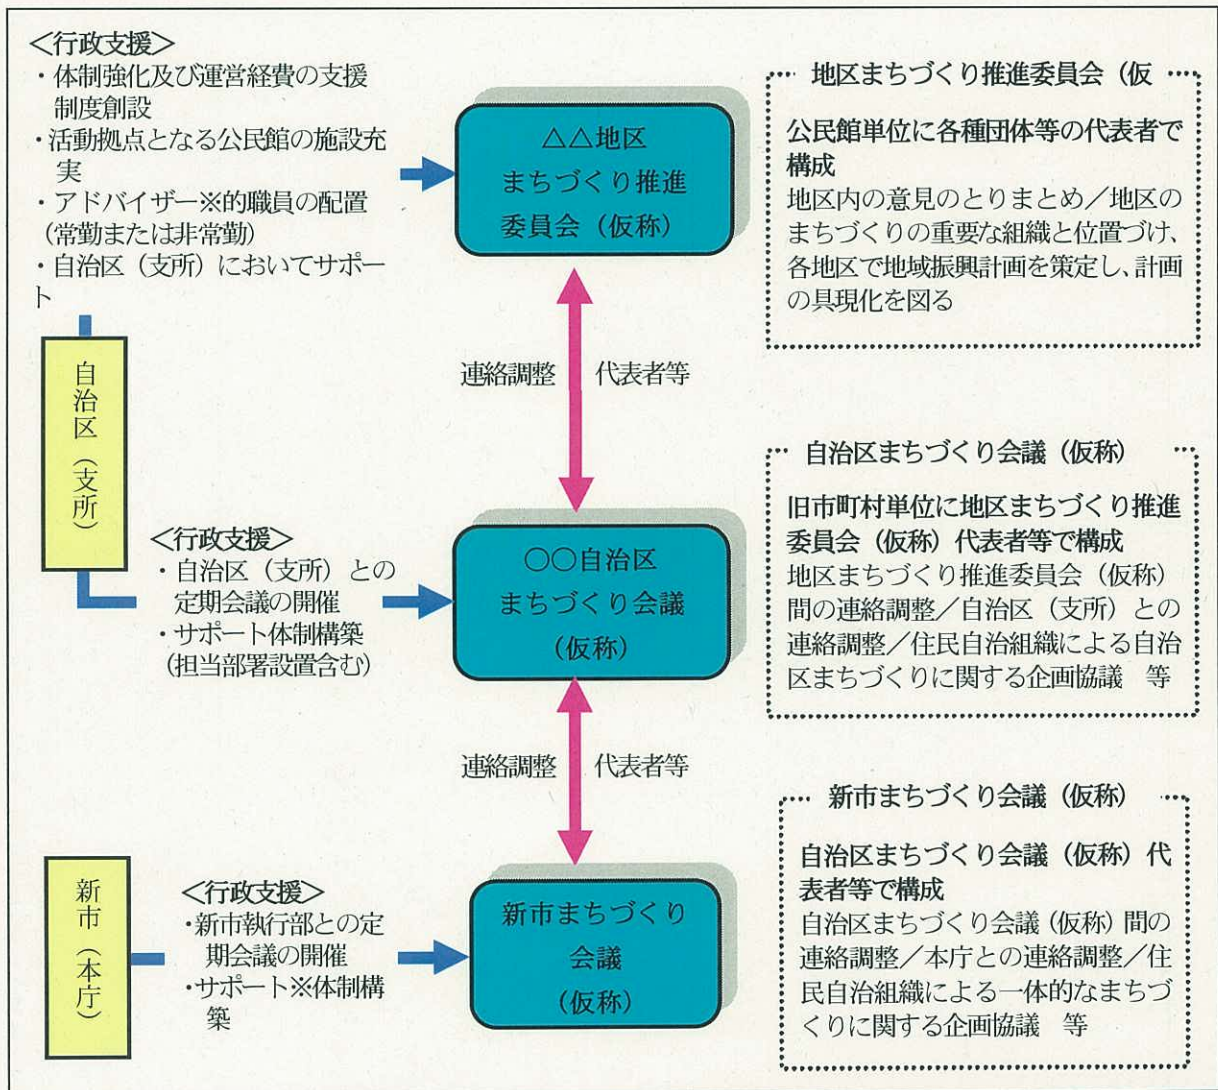 <行政支援>
・体制強化及び運営経費の支援
制度創設
・活動拠点となる公民館の施設充
実
・アドバイザー※的職員の配置
(常勤または非常勤)
・自治区（支所）においてサポー
ト
△△地区
まちづくり推進
委員会（仮称）
地区まちづくり推進委員会（仮
公民館単位に各種団体等の代表者で
構成
地区内の意見のとりまとめ／地区の
まちづくりの重要な組織と位置づけ、
各地区で地域振興計画を策定し、計画
の具現化を図る
自治区（支所）
連絡調整
代表者等
<行政支援>
・自治区（支所）との
定期会議の開催
・サポート体制構築
(担当部署設置含む)
〇〇自治区
まちづくり会議
（仮称）
自治区まちづくり会議（仮称）
旧市町村単位に地区まちづくり推進
委員会（仮称）代表者等で構成
地区まちづくり推進委員会（仮称）
間の連絡調整／自治区（支所）との
連絡調整／住民自治組織による自治
区まちづくりに関する企画協議　等
連絡調整
代表者等
新市（本庁）
<行政支援>
・新市執行部との定
期会議の開催
・サポート※体制構
築
新市まちづくり
会議
（仮称）
新市まちづくり会議（仮称）
自治区まちづくり会議（仮称）代
表者等で構成
自治区まちづくり会議（仮称）間の
連絡調整／本庁との連絡調整／住
民自治組織による一体的なまちづ
くりに関する企画協議　等